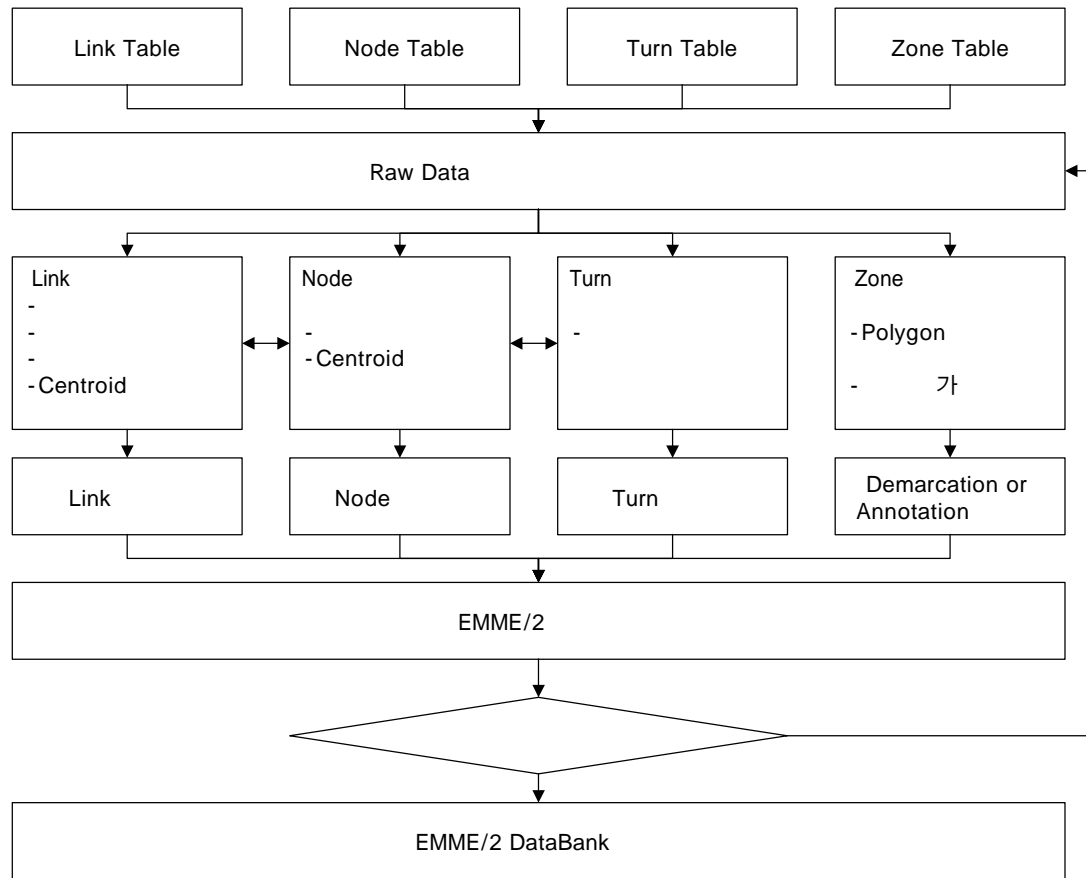 Link Table
Node Table
Turn Table
Zone Table
Raw Data
Link
-
-
-
-Centroid
Node
-
-Centroid
Turn
-
Zone
-Polygon
- 가
Link
Node
Turn
Demarcation or
Annotation
EMME/2
EMME/2 DataBank